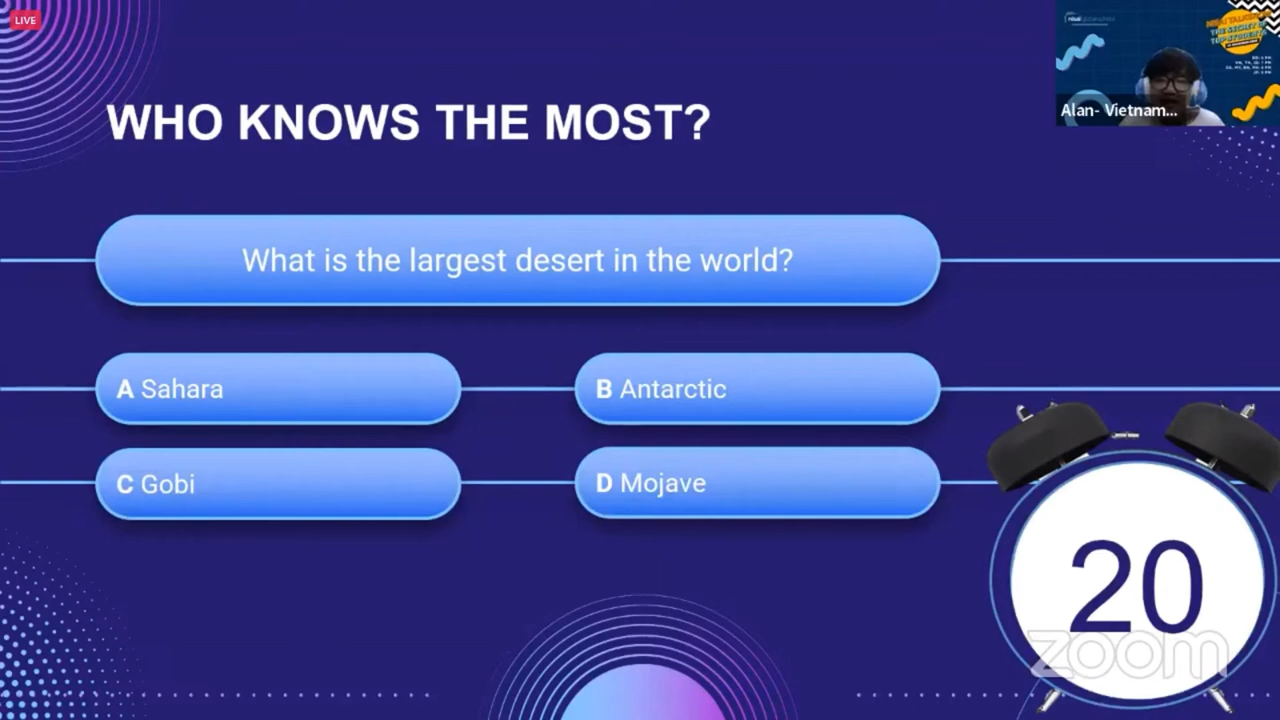 LIVE
WHO KNOWS THE MOST?
Alan- Vietnam...
What is the largest desert in the world?
A Sahara
B Antarctic
C Gobi
D Mojave
20
zoom